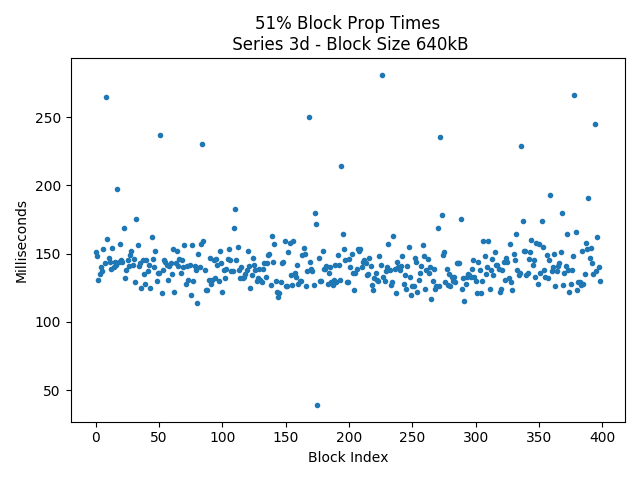 51% Block Prop Times
Series 3d - Block Size 640kB
Milliseconds
250
200
150
100
50
0 50 100 150 200 250 300 350 400
Block Index